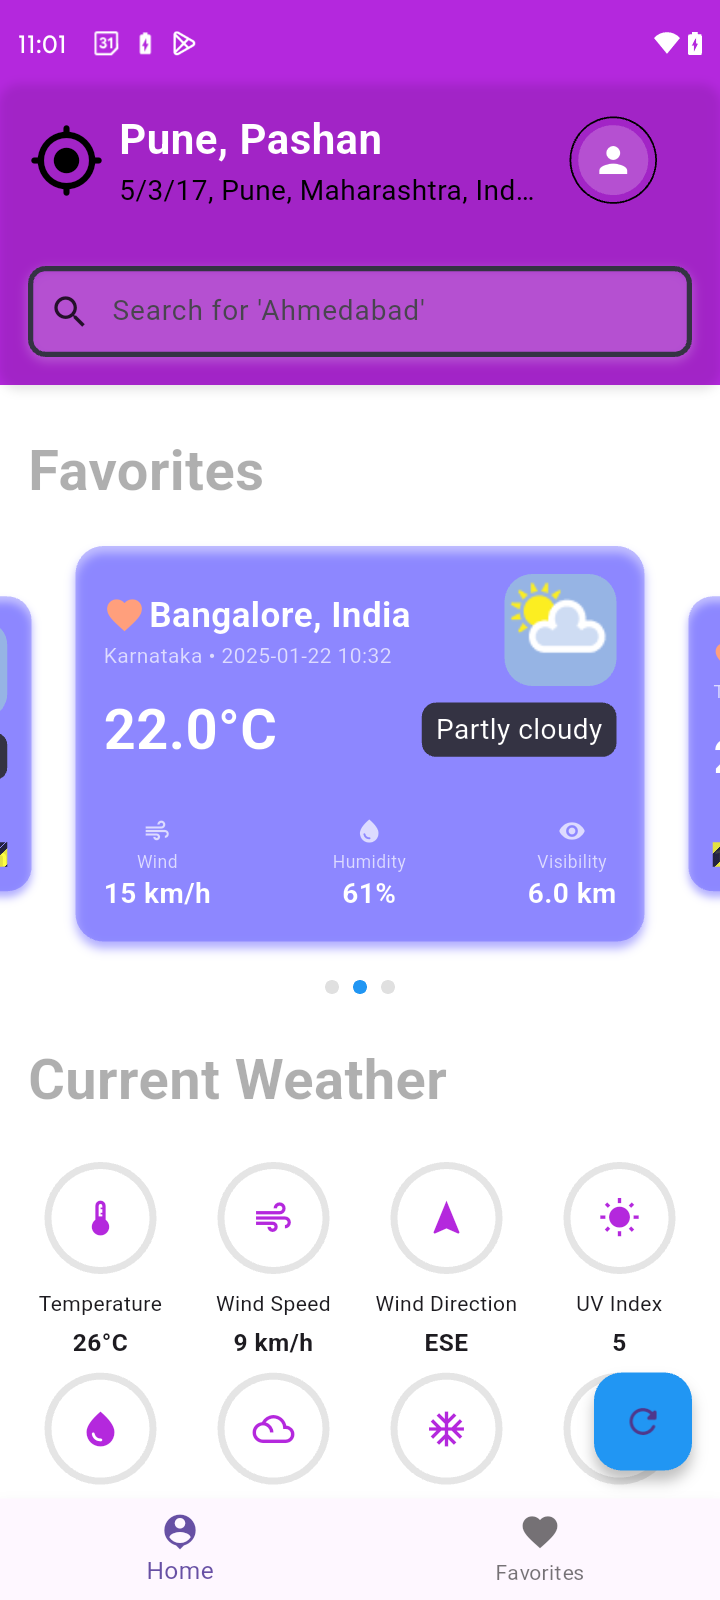 11:01
31
Pune, Pashan
5/3/17, Pune, Maharashtra, Ind...
Search for 'Ahmedabad'
Favorites
Bangalore, India
Karnataka • 2025-01-22 10:32
22.0°C
Partly cloudy
Wind
Humidity
Visibility
15 km/h
61%
6.0 km
Current Weather
Temperature
Wind Speed
Wind Direction
UV Index
26°C
9 km/h
ESE
5
Home
Favorites